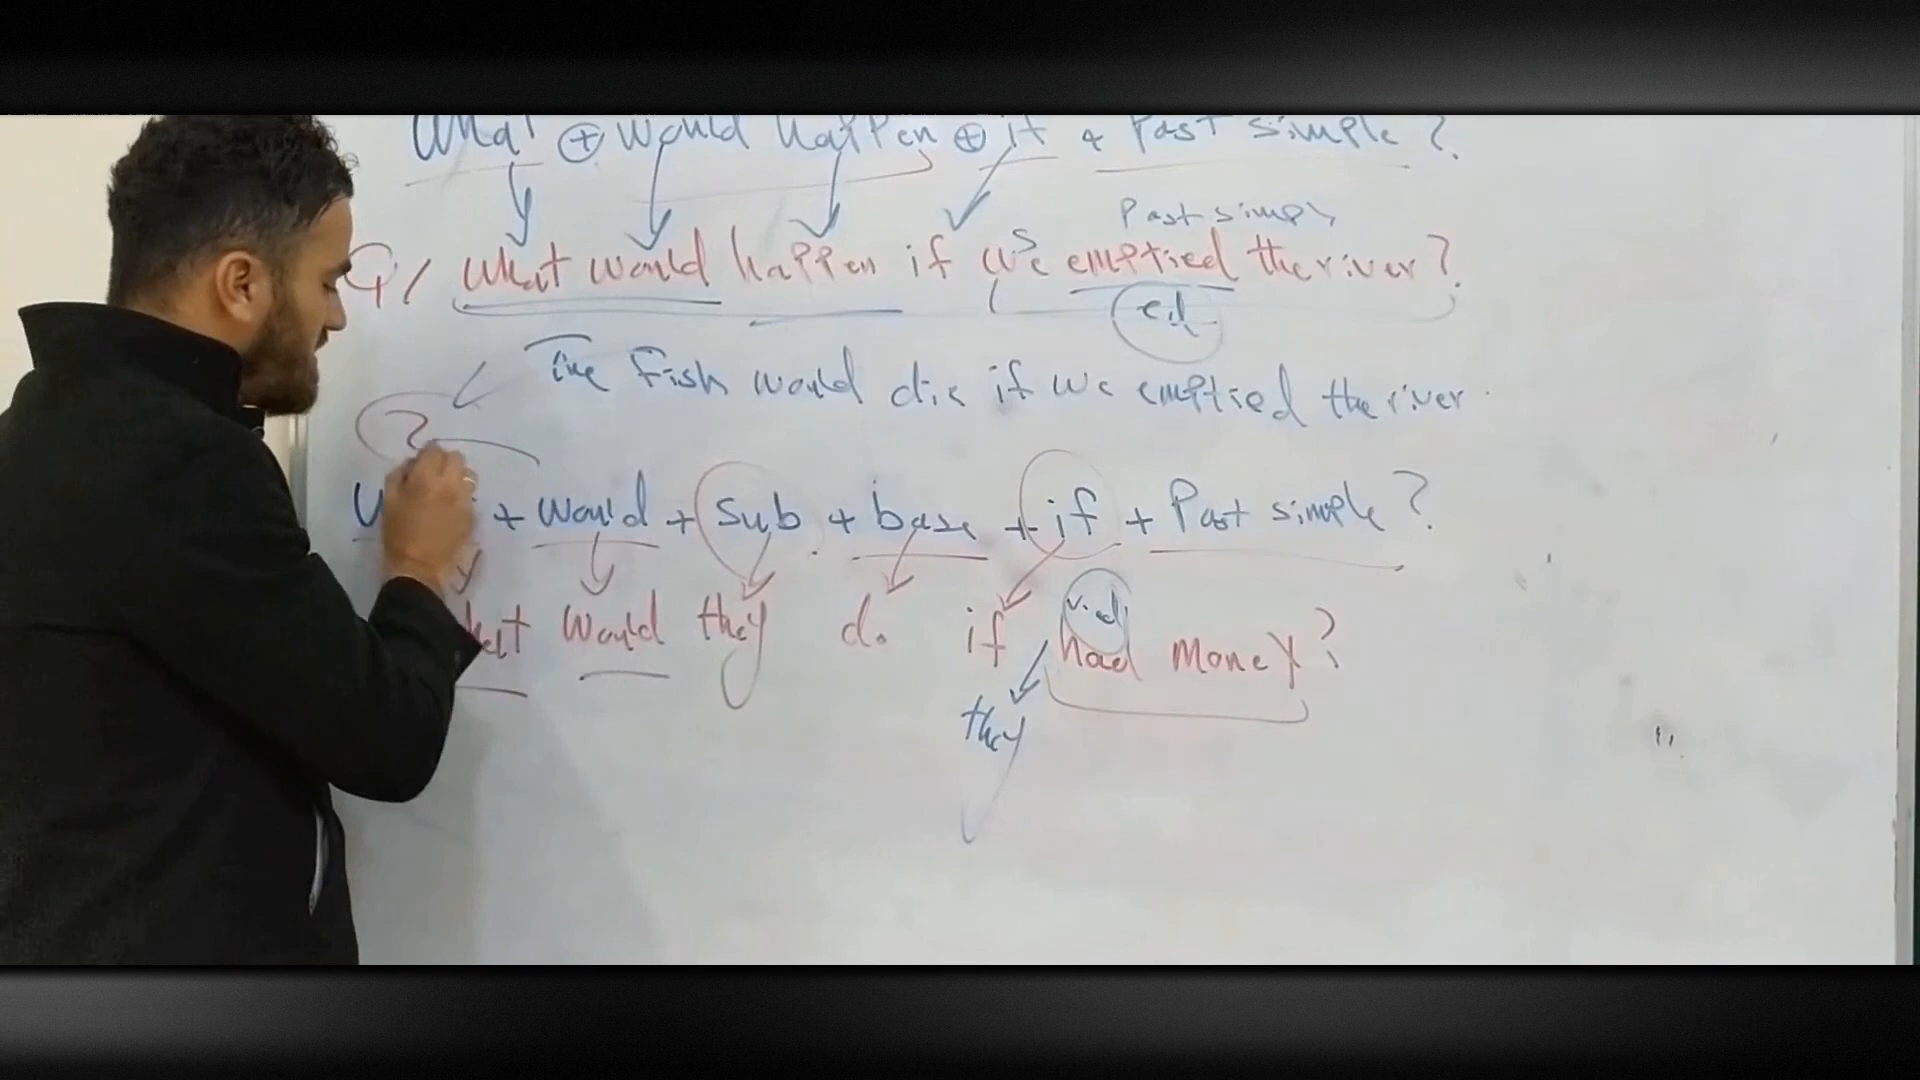 What + would happen + if + Past simple ?
Past simple
Q/ What would happen if we emptied the river ?
s
ed
The Fish would die if we emptied the river.
2
+ would + Sub + base + if + Past simple ?
would they do if had money ?
they